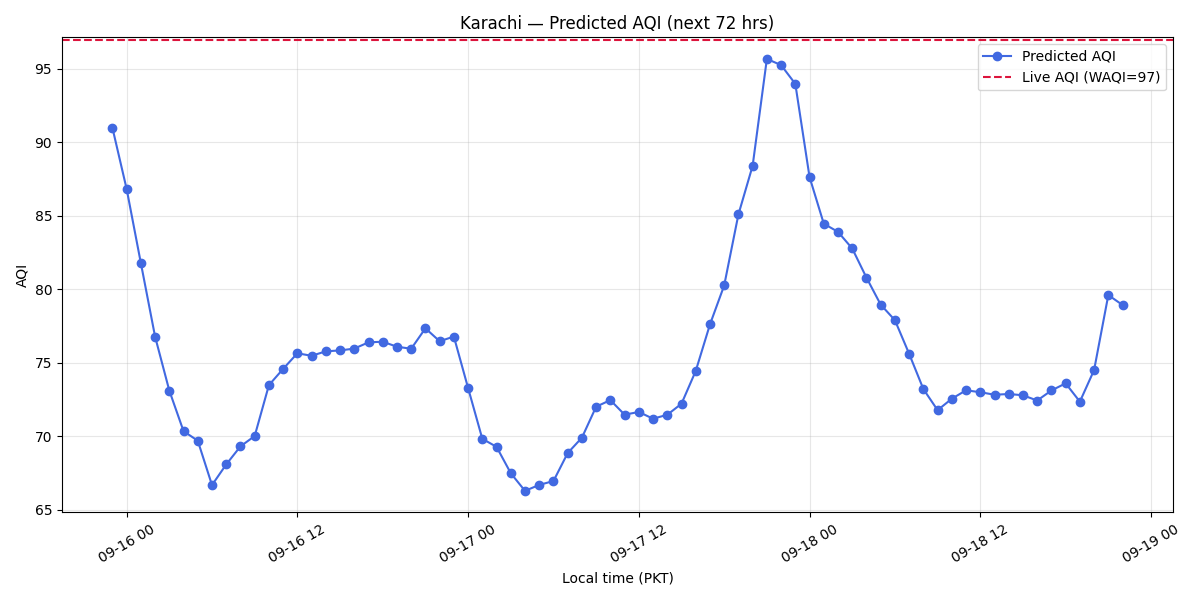 Karachi — Predicted AQI (next 72 hrs)
Predicted AQI
Live AQI (WAQI=97)
AQI
95
90
85
80
75
70
65
09-16 00
09-16 12
09-17 00
09-17 12
09-18 00
09-18 12
09-19 00
Local time (PKT)